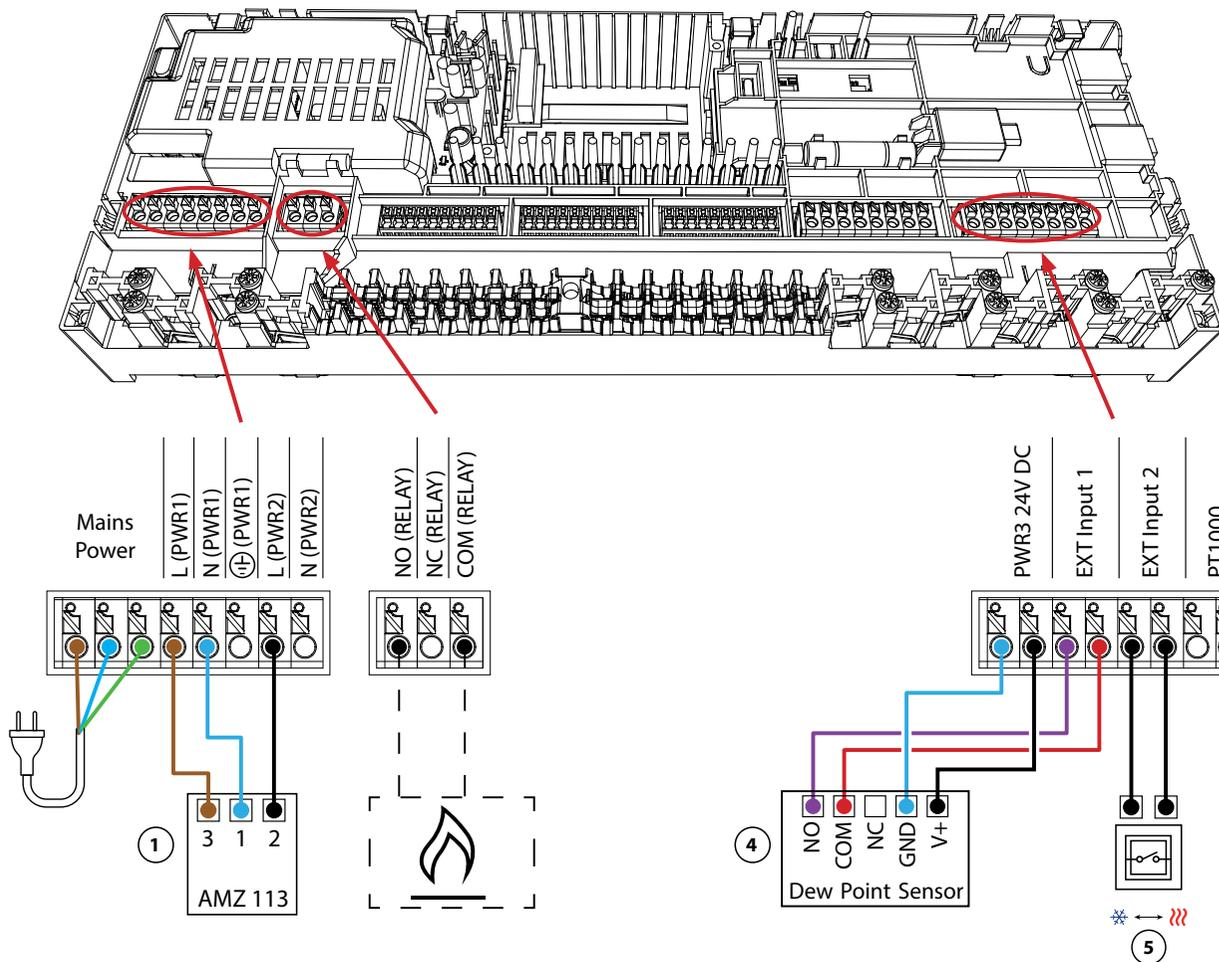 Mains
Power
L (PWR1)
N (PWR1)
(PWR1)
L (PWR2)
N (PWR2)
NO (RELAY)
NC (RELAY)
COM (RELAY)
PWR3 24V DC
EXT Input 1
EXT Input 2
PT1000
1
3 1 2
AMZ 113
4
NO
COM
NC
GND
V+
Dew Point Sensor
5